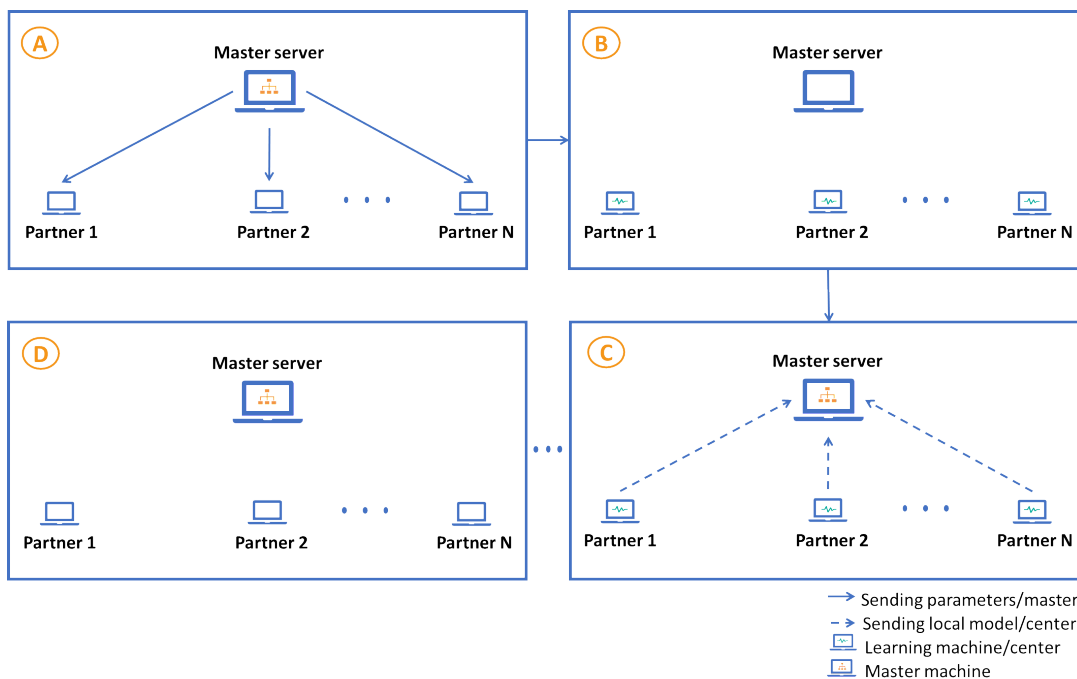 A
Master server
Partner 1
Partner 2
Partner N
B
Master server
Partner 1
Partner 2
Partner N
D
Master server
Partner 1
Partner 2
Partner N
C
Master server
Partner 1
Partner 2
Partner N
Sending parameters/master
Sending local model/center
Learning machine/center
Master machine